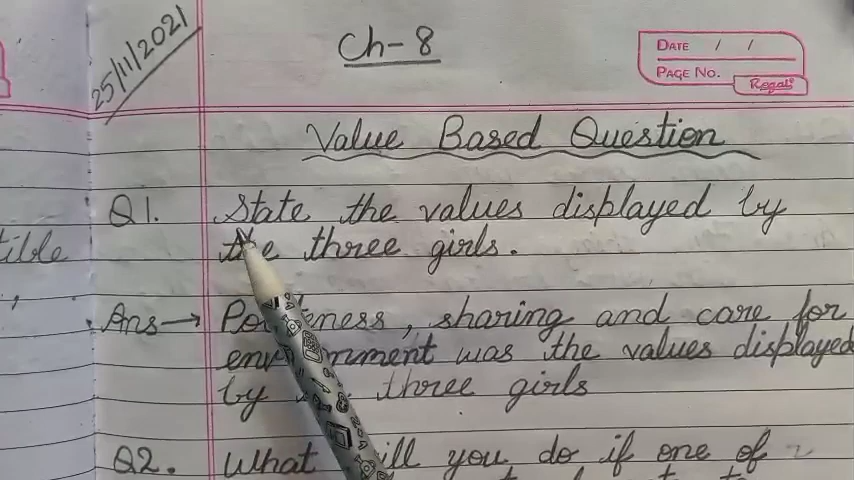 25/11/2021
Ch-8
DATE / /
PAGE NO.
Regal
Value Based Question
Q1. State the values displayed by
the three girls.
Ans → sharing and care for
was the values displayed
by three girls
Q2. What you do if one of